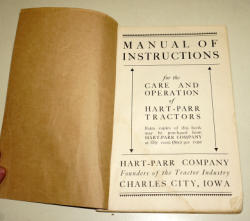 MANUAL OF
INSTRUCTIONS
for the
CARE AND
OPERATION
of
HART-PARR
TRACTORS
Extra copies of this book
may be purchased from
HART-PARR COMPANY
at fifty cents (50c) per copy
HART-PARR COMPANY
Founders of the Tractor Industry
CHARLES CITY, IOWA